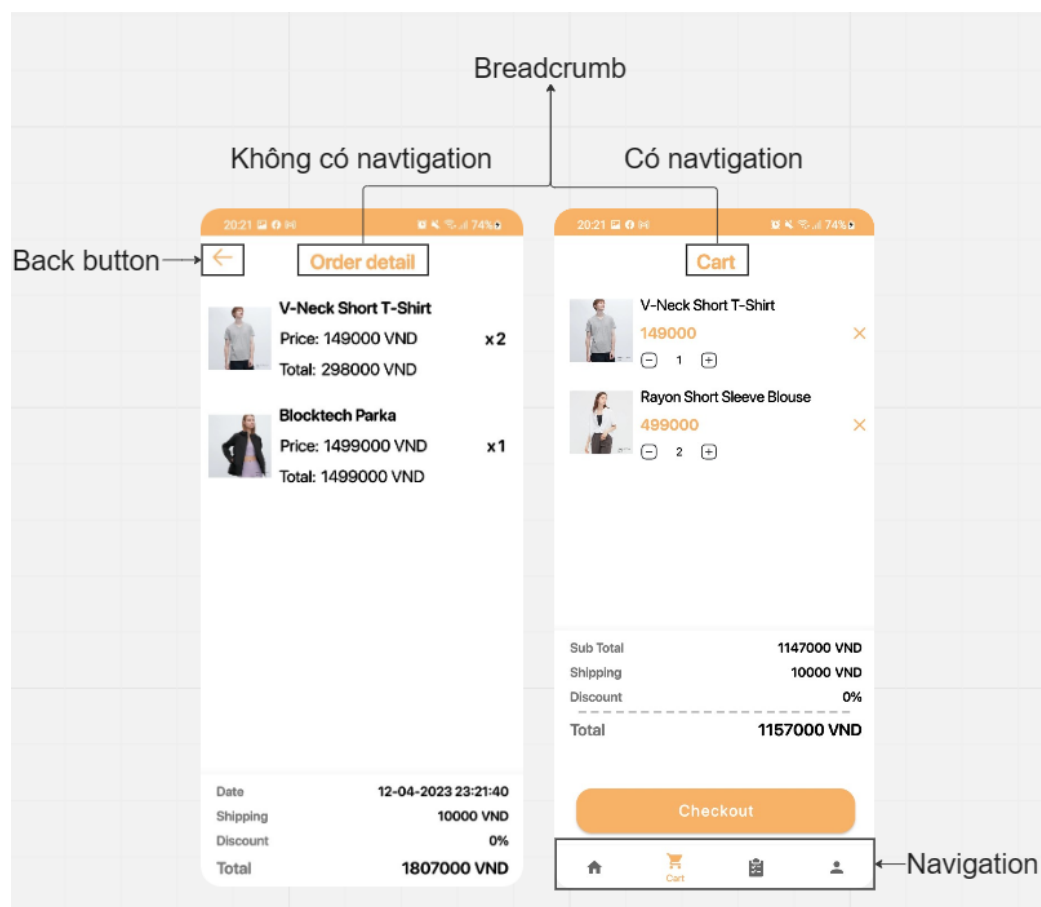 Breadcrumb
Không có navtigation
Có navtigation
Back button
20:21
74%
Order detail
V-Neck Short T-Shirt
Price: 149000 VND
x2
Total: 298000 VND
Blocktech Parka
Price: 1499000 VND
x1
Total: 1499000 VND
Date 12-04-2023 23:21:40
Shipping 10000 VND
Discount 0%
Total 1807000 VND
20:21
74%
Cart
V-Neck Short T-Shirt
149000
1
Rayon Short Sleeve Blouse
499000
2
Sub Total 1147000 VND
Shipping 10000 VND
Discount 0%
Total 1157000 VND
Checkout
Cart
Navigation